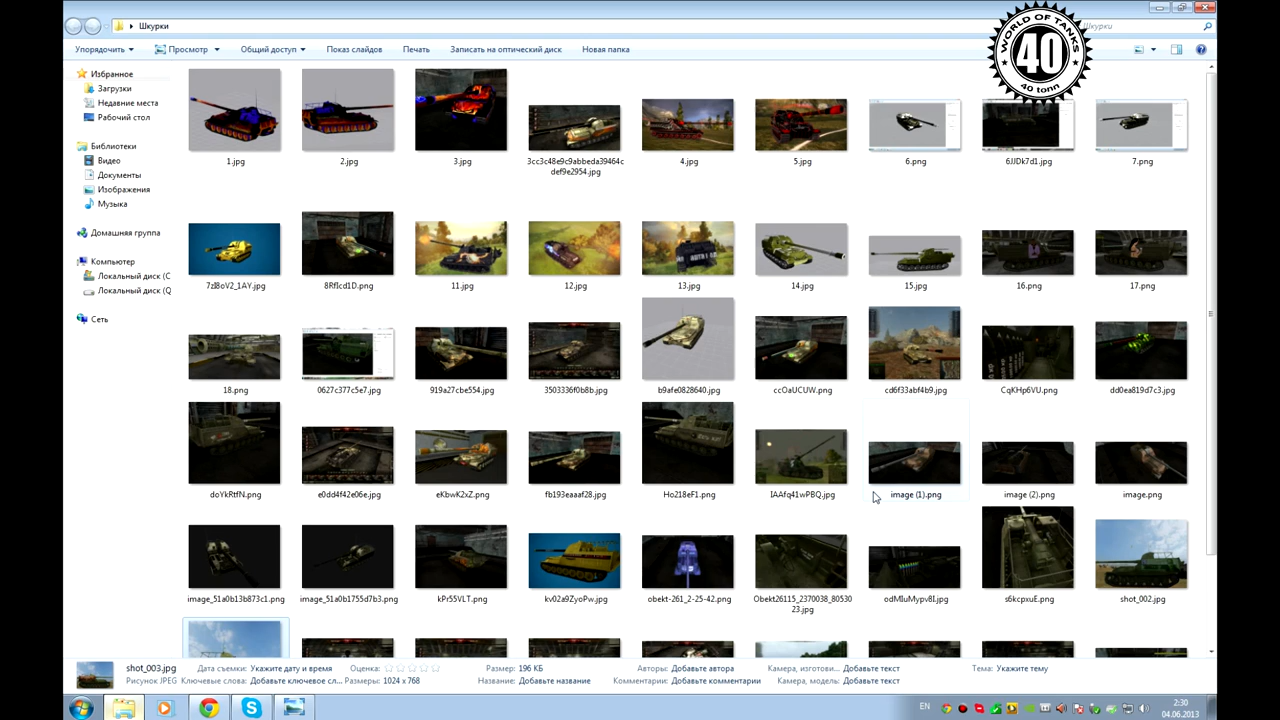 Шкурки
Шкурки
WORLD OF TANKS
40
40 tonn
Упорядочить
Просмотр
Общий доступ
Показ слайдов
Печать
Записать на оптический диск
Новая папка
Избранное
Загрузки
Недавние места
Рабочий стол
Библиотеки
Видео
Документы
Изображения
Музыка
Домашняя группа
Компьютер
Локальный диск (C
Локальный диск (Q
Сеть
1.jpg
2.jpg
3.jpg
3cc3c48e9c9abbeda39464c
def9e2954.jpg
4.jpg
5.jpg
6.png
6JJDk7d1.jpg
7.png
7zI8oV2_1AY.jpg
8RfIcd1D.png
11.jpg
12.jpg
13.jpg
14.jpg
15.jpg
16.png
17.png
18.png
0627c377c5e7.jpg
919a27cbe554.jpg
3503336f0b8b.jpg
b9afe0828640.jpg
ccOaUCUW.png
cd6f33abf4b9.jpg
CqKHp6VU.png
dd0ea819d7c3.jpg
doYkRtfN.png
e0dd4f42e06e.jpg
eKbwK2xZ.png
fb193eaaaf28.jpg
Ho218eF1.png
IAAfq41wPBQ.jpg
image (1).png
image (2).png
image.png
image_51a0b13b873c1.png
image_51a0b1755d7b3.png
kPr55VLT.png
kv02a9ZyoPw.jpg
obekt-261_2-25-42.png
Obekt26115_2370038_80530
23.jpg
odMIuMypv8I.jpg
s6kcpxuE.png
shot_002.jpg
shot_003.jpg
Дата съемки: Укажите дату и время
Оценка:
Размер: 196 КБ
Авторы: Добавьте автора
Камера, изготови... Добавьте текст
Тема: Укажите тему
Рисунок JPEG
Ключевые слова: Добавьте ключевое сл...
Размеры: 1024 x 768
Название: Добавьте название
Комментарии: Добавьте комментарии
Камера, модель: Добавьте текст
EN
2:30
04.06.2013